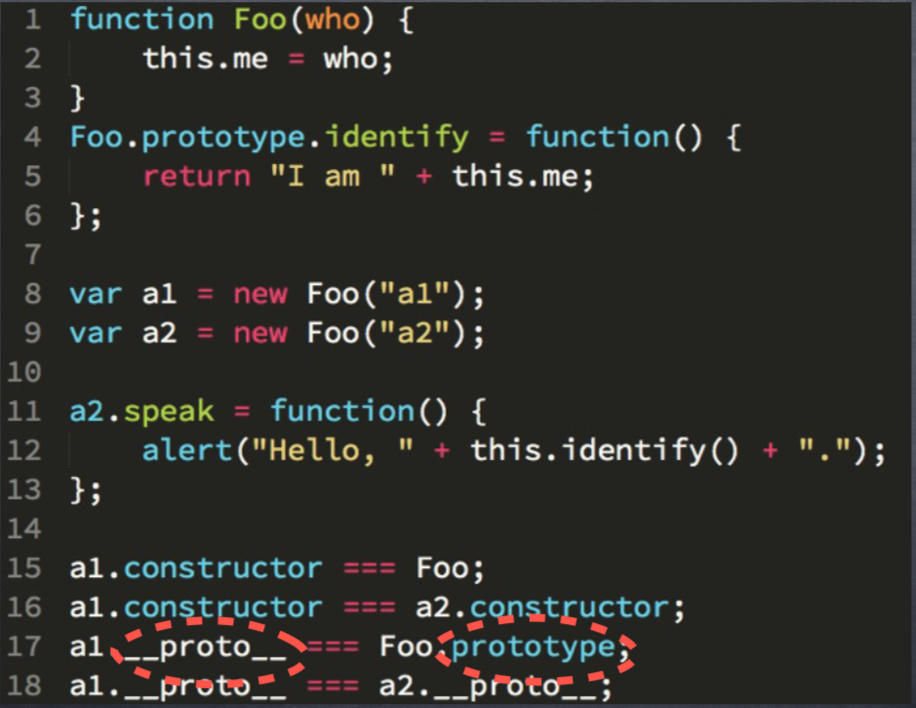 1 function Foo(who) {
2     this.me = who;
3 }
4 Foo.prototype.identify = function() {
5     return "I am " + this.me;
6 };
7
8 var a1 = new Foo("a1");
9 var a2 = new Foo("a2");
10
11 a2.speak = function() {
12     alert("Hello, " + this.identify() + ".");
13 };
14
15 a1.constructor === Foo;
16 a1.constructor === a2.constructor;
17 a1.__proto__ === Foo.prototype;
18 a1.__proto__ === a2.__proto__;